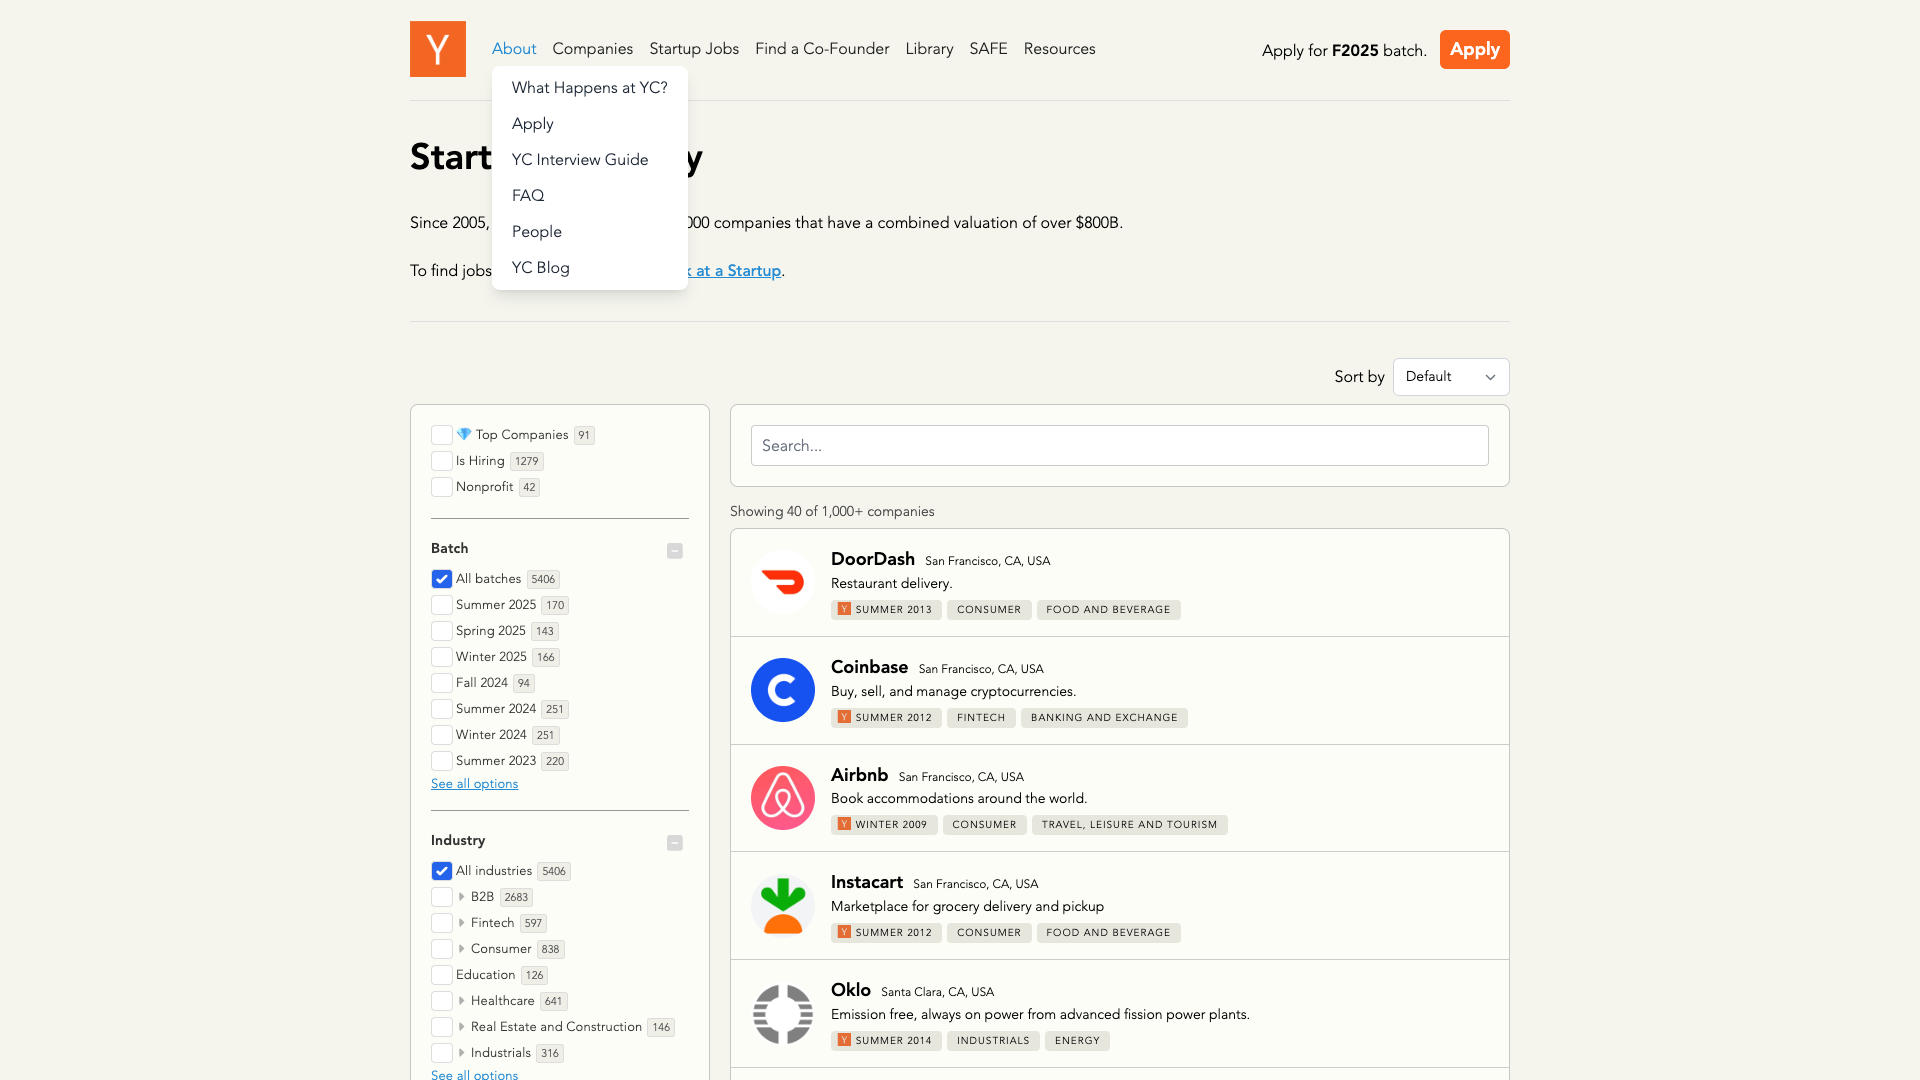 Y
About Companies Startup Jobs Find a Co-Founder Library SAFE Resources
Apply for F2025 batch. Apply
What Happens at YC?
Apply
YC Interview Guide
FAQ
People
YC Blog
Start y
Since 2005, 000 companies that have a combined valuation of over $800B.
To find jobs k at a Startup.
Sort by Default
Top Companies 91
Is Hiring 1279
Nonprofit 42
Batch
All batches 5406
Summer 2025 170
Spring 2025 143
Winter 2025 166
Fall 2024 94
Summer 2024 251
Winter 2024 251
Summer 2023 220
See all options
Industry
All industries 5406
B2B 2683
Fintech 597
Consumer 838
Education 126
Healthcare 641
Real Estate and Construction 146
Industrials 316
See all options
Search...
Showing 40 of 1,000+ companies
DoorDash San Francisco, CA, USA
Restaurant delivery.
Y SUMMER 2013 CONSUMER FOOD AND BEVERAGE
Coinbase San Francisco, CA, USA
Buy, sell, and manage cryptocurrencies.
Y SUMMER 2012 FINTECH BANKING AND EXCHANGE
Airbnb San Francisco, CA, USA
Book accommodations around the world.
Y WINTER 2009 CONSUMER TRAVEL, LEISURE AND TOURISM
Instacart San Francisco, CA, USA
Marketplace for grocery delivery and pickup
Y SUMMER 2012 CONSUMER FOOD AND BEVERAGE
Oklo Santa Clara, CA, USA
Emission free, always on power from advanced fission power plants.
Y SUMMER 2014 INDUSTRIALS ENERGY